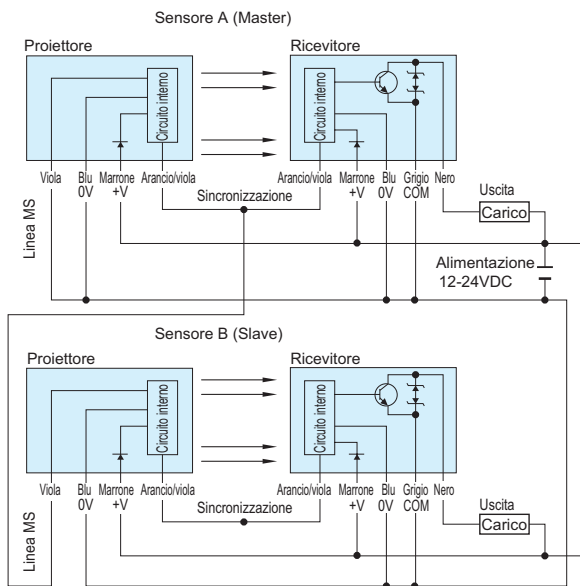 Sensore A (Master)
Proiettore
Ricevitore
Circuito interno
Circuito interno
Viola
Blu
0V
Marrone
+V
Arancio/viola
Arancio/viola
Marrone
+V
Blu
0V
Grigio
COM
Nero
Uscita
Carico
Sincronizzazione
Linea MS
Alimentazione
12-24VDC
Sensore B (Slave)
Proiettore
Ricevitore
Circuito interno
Circuito interno
Viola
Blu
0V
Marrone
+V
Arancio/viola
Arancio/viola
Marrone
+V
Blu
0V
Grigio
COM
Nero
Uscita
Carico
Sincronizzazione
Linea MS